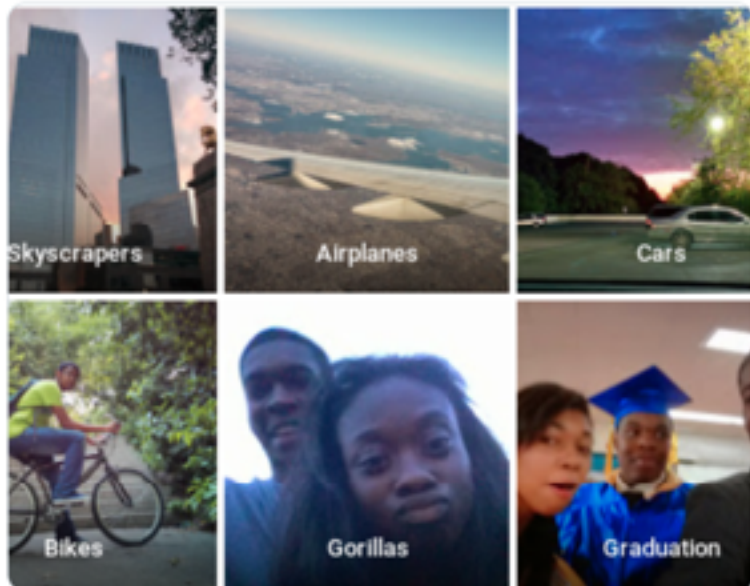 Skyscrapers
Airplanes
Cars
Bikes
Gorillas
Graduation